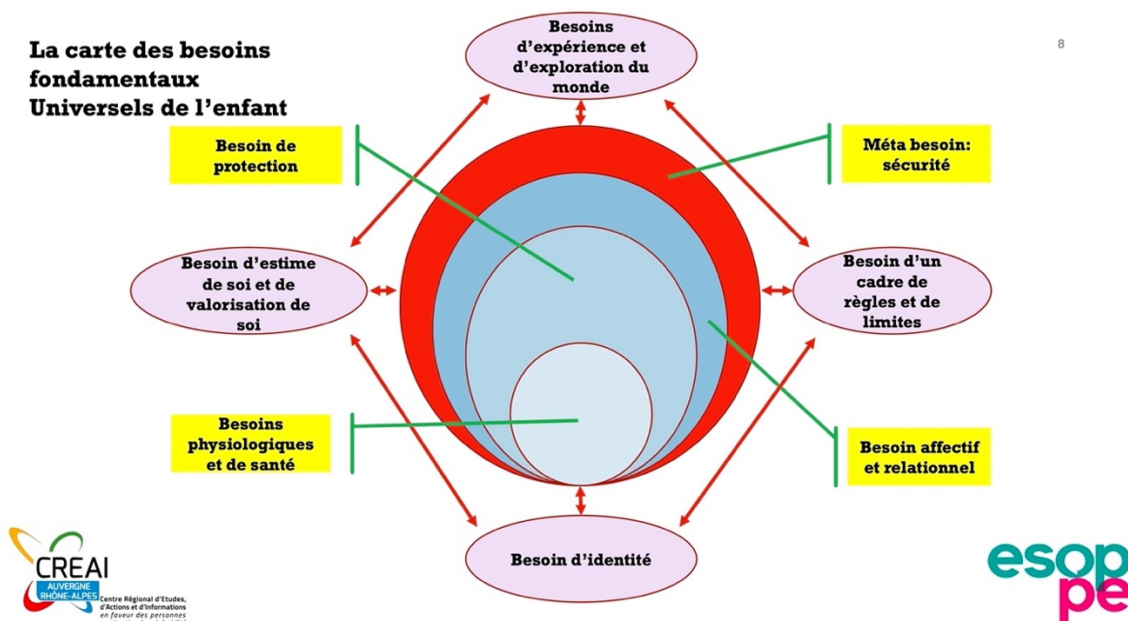 La carte des besoins
fondamentaux
Universels de l’enfant
8
Besoins
d’expérience et
d’exploration du
monde
Besoin de
protection
Méta besoin:
sécurité
Besoin d’estime
de soi et de
valorisation de
soi
Besoin d’un
cadre de
règles et de
limites
Besoins
physiologiques
et de santé
Besoin affectif
et relationnel
Besoin d’identité
CREAI
AUVERGNE
RHÔNE-ALPES
Centre Régional d’Etudes,
d’Actions et d’Informations
en faveur des personnes
esop
pe